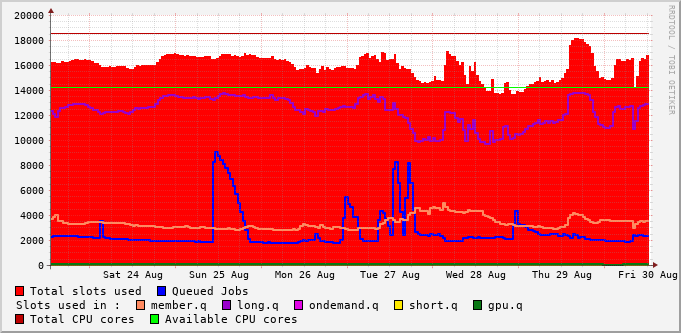 20000
18000
16000
14000
12000
10000
8000
6000
4000
2000
0
Sat 24 Aug Sun 25 Aug Mon 26 Aug Tue 27 Aug Wed 28 Aug Thu 29 Aug Fri 30 Aug
RRDTOOL / TOBI OETIKER
Total slots used Queued Jobs
Slots used in : member.q long.q ondemand.q short.q gpu.q
Total CPU cores Available CPU cores